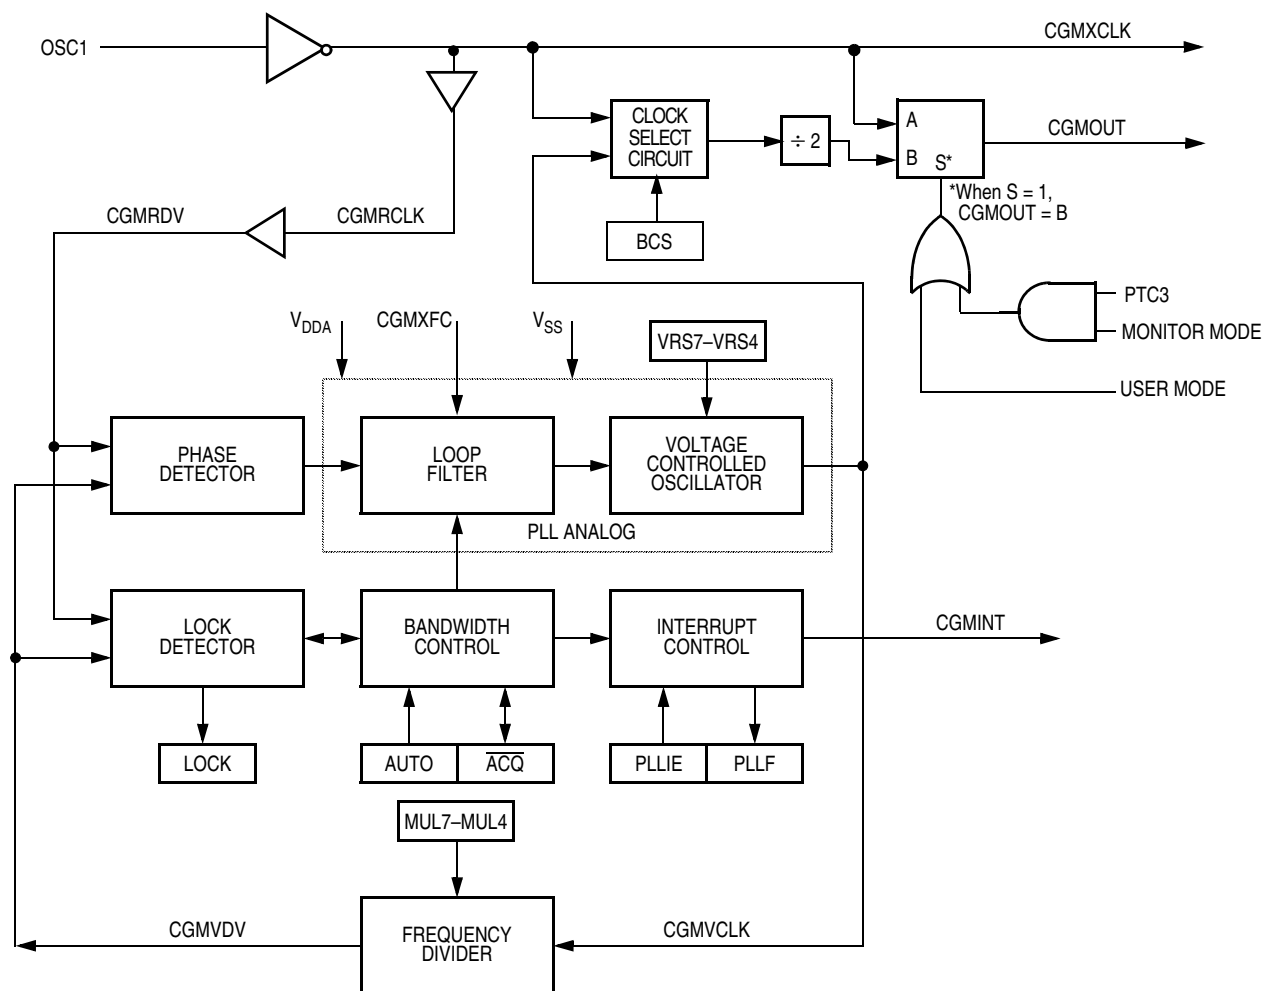 CGMXCLK
OSC1
CLOCK
SELECT
CIRCUIT
÷ 2
A
B
S*
CGMOUT
*When S = 1,
CGMOUT = B
CGMRDV
CGMRCLK
BCS
PTC3
MONITOR MODE
USER MODE
VDDA
CGMXFC
VSS
VRS7–VRS4
PHASE
DETECTOR
LOOP
FILTER
VOLTAGE
CONTROLLED
OSCILLATOR
PLL ANALOG
LOCK
DETECTOR
BANDWIDTH
CONTROL
INTERRUPT
CONTROL
CGMINT
LOCK
AUTO
ACQ
PLLIE
PLLF
MUL7–MUL4
CGMVDV
FREQUENCY
DIVIDER
CGMVCLK